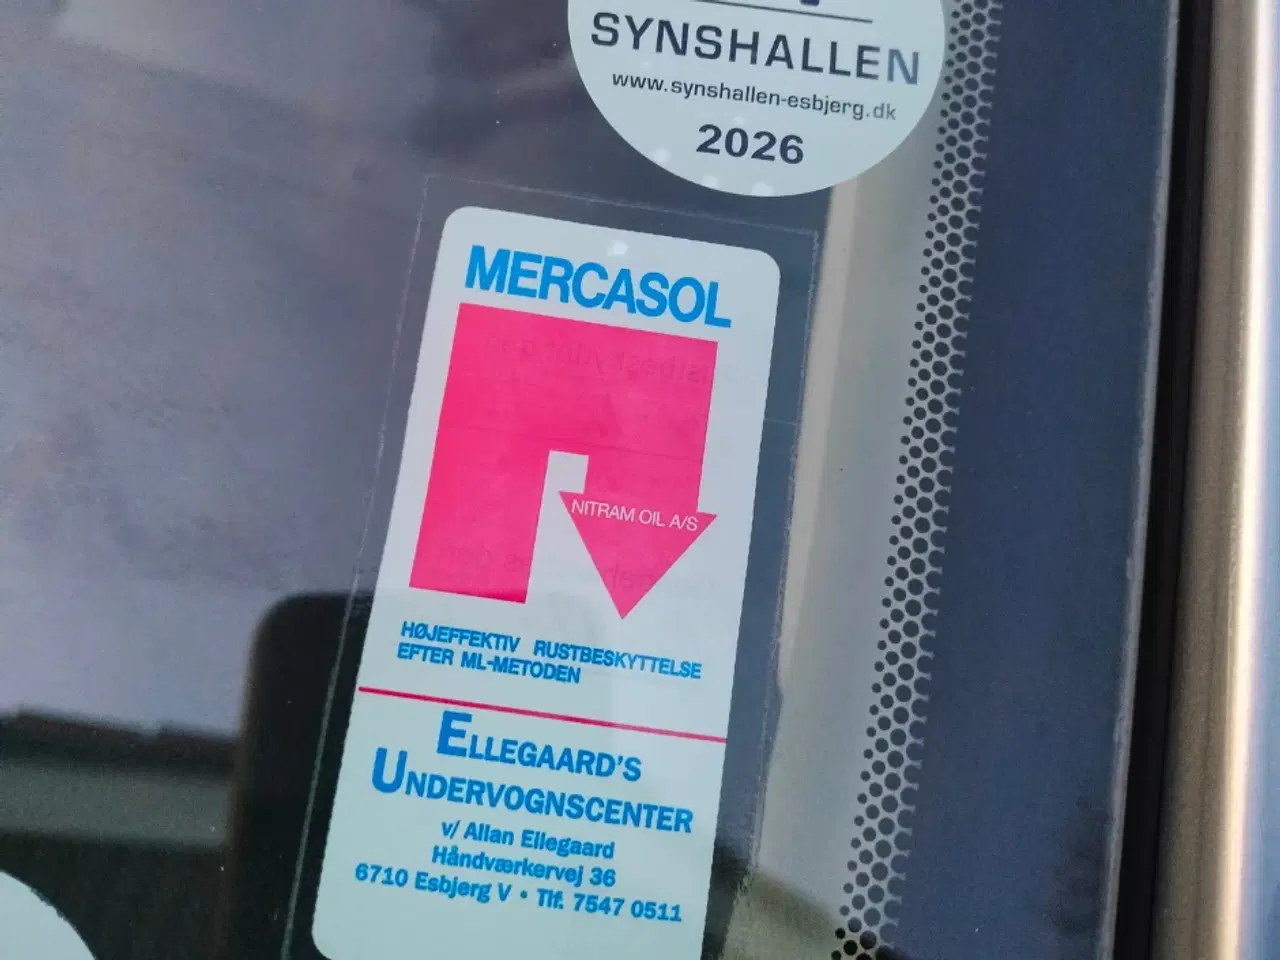 SYNSHALLEN
www.synshallen-esbjerg.dk
2026
MERCASOL
NITRAM OIL A/S
HØJEFFEKTIV RUSTBESKYTTELSE
EFTER ML-METODEN
ELLEGAARD'S
UNDERVOGNSCENTER
v/ Allan Ellegaard
Håndværkervej 36
6710 Esbjerg V • Tlf. 7547 0511